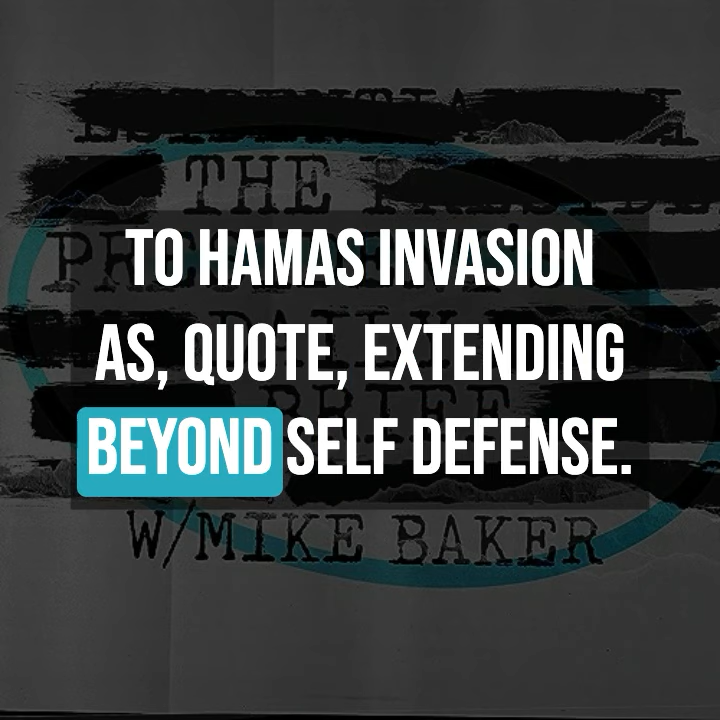 THE
TO HAMAS INVASION
AS, QUOTE, EXTENDING
BEYOND SELF DEFENSE.
W/MIKE BAKER